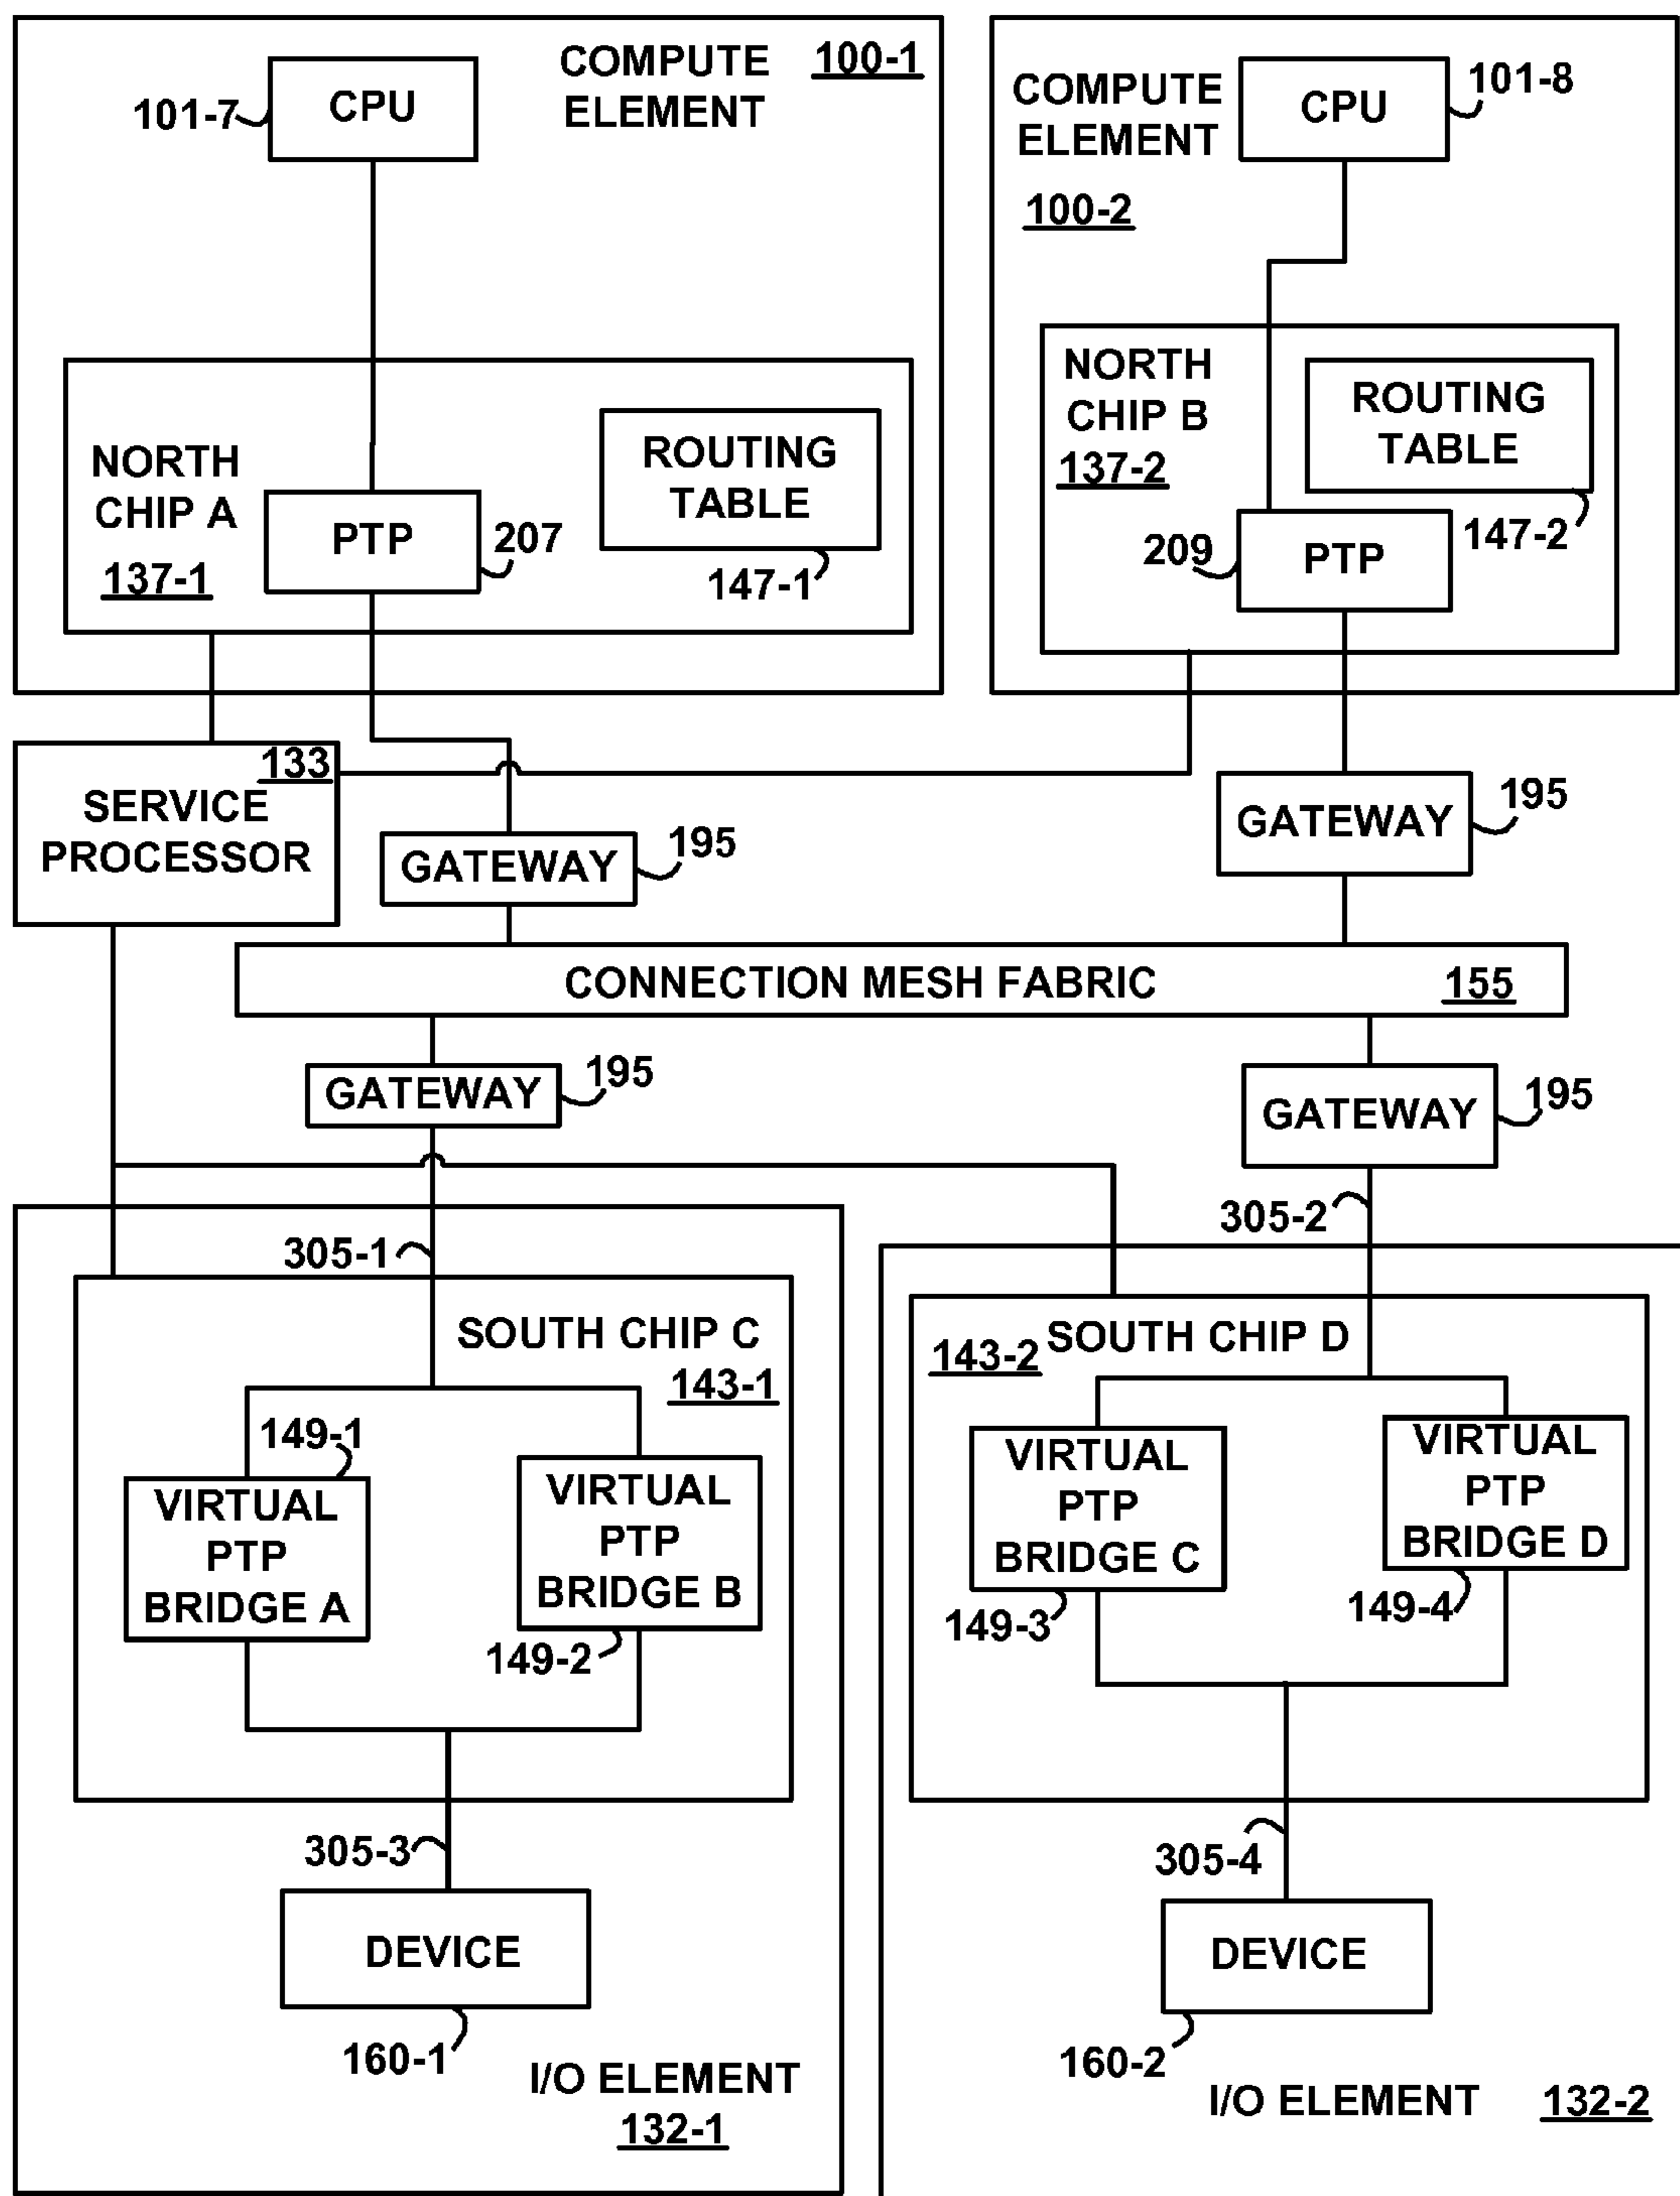 COMPUTE
ELEMENT
100-1
CPU
101-7
NORTH
CHIP A
137-1
PTP
207
ROUTING
TABLE
147-1
COMPUTE
ELEMENT
100-2
CPU
101-8
NORTH
CHIP B
137-2
ROUTING
TABLE
147-2
209
PTP
133
SERVICE
PROCESSOR
GATEWAY
195
GATEWAY
195
CONNECTION MESH FABRIC
155
GATEWAY
195
GATEWAY
195
305-1
305-2
SOUTH CHIP C
143-1
149-1
VIRTUAL
PTP
BRIDGE A
VIRTUAL
PTP
BRIDGE B
149-2
305-3
DEVICE
160-1
I/O ELEMENT
132-1
143-2
SOUTH CHIP D
VIRTUAL
PTP
BRIDGE C
149-3
VIRTUAL
PTP
BRIDGE D
149-4
305-4
DEVICE
160-2
I/O ELEMENT
132-2